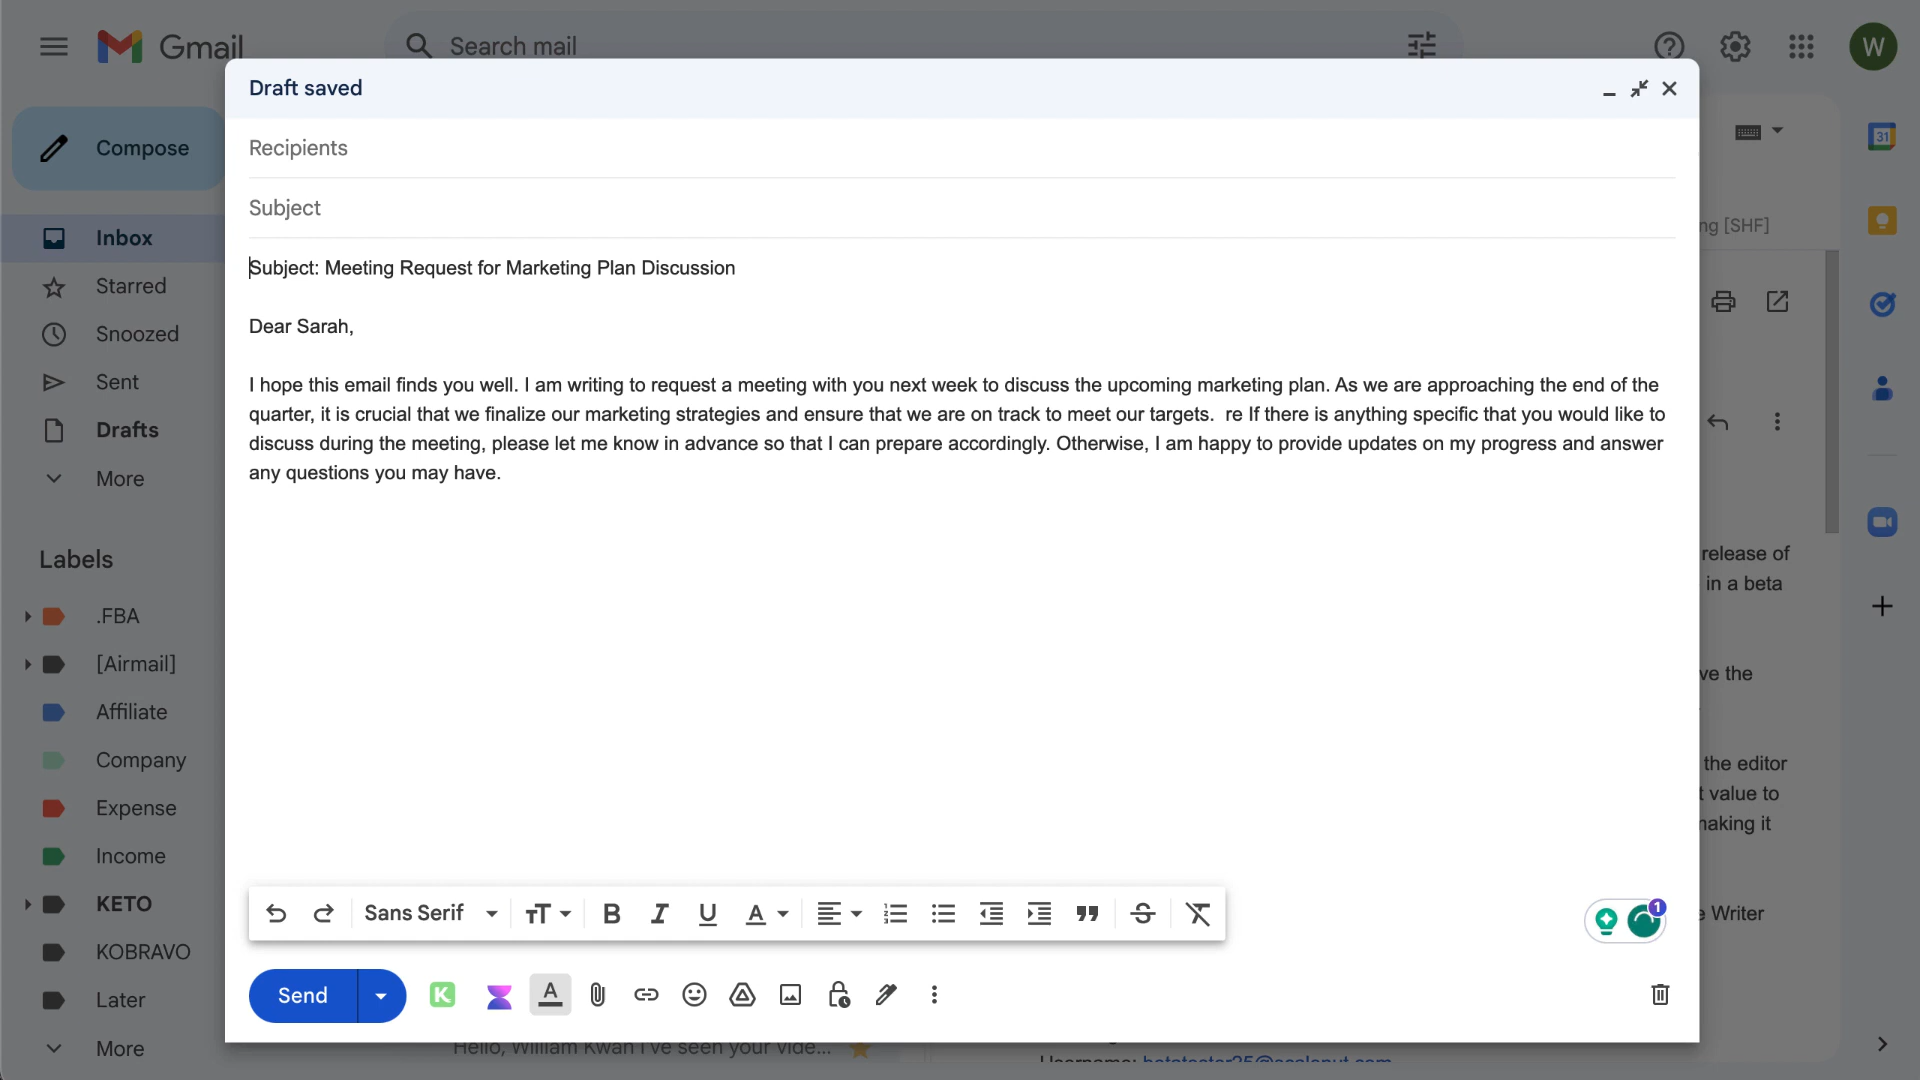 Gmail
Search mail
W
Draft saved
Compose
Recipients
31
Subject
ng [SHF]
Inbox
Subject: Meeting Request for Marketing Plan Discussion
Starred
Dear Sarah,
Snoozed
Sent
I hope this email finds you well. I am writing to request a meeting with you next week to discuss the upcoming marketing plan. As we are approaching the end of the
quarter, it is crucial that we finalize our marketing strategies and ensure that we are on track to meet our targets.  re If there is anything specific that you would like to
discuss during the meeting, please let me know in advance so that I can prepare accordingly. Otherwise, I am happy to provide updates on my progress and answer
any questions you may have.
Drafts
More
Labels
release of
in a beta
.FBA
[Airmail]
ve the
Affiliate
Company
the editor
t value to
Expense
making it
Income
KETO
Sans Serif
1
e Writer
KOBRAVO
Send
K
Later
More
Hello, William Kwan I've seen your vide...
Username: betatester25@scalenut.com